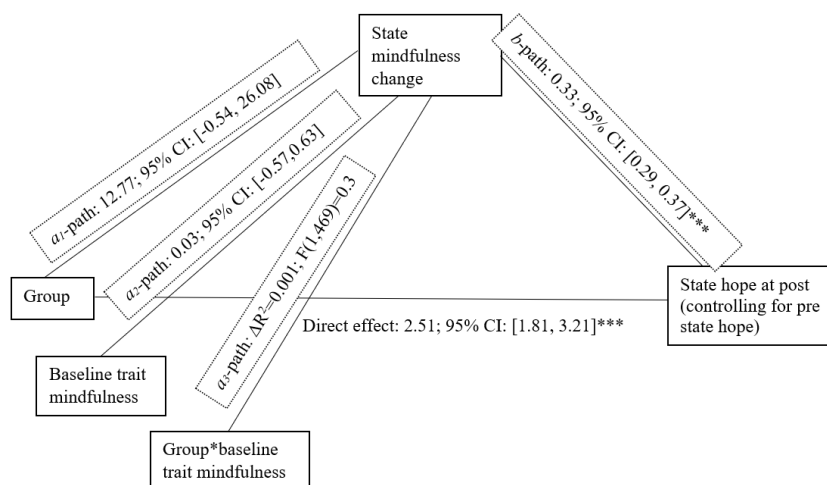 State
mindfulness
change
b-path: 0.33; 95% CI: [0.29, 0.37]***
a1-path: 12.77; 95% CI: [-0.54, 26.08]
a2-path: 0.03; 95% CI: [-0.57,0.63]
a3-path: ΔR²=0.001; F(1,469)=0.3
Group
State hope at post
(controlling for pre
state hope)
Direct effect: 2.51; 95% CI: [1.81, 3.21]***
Baseline trait
mindfulness
Group*baseline
trait mindfulness